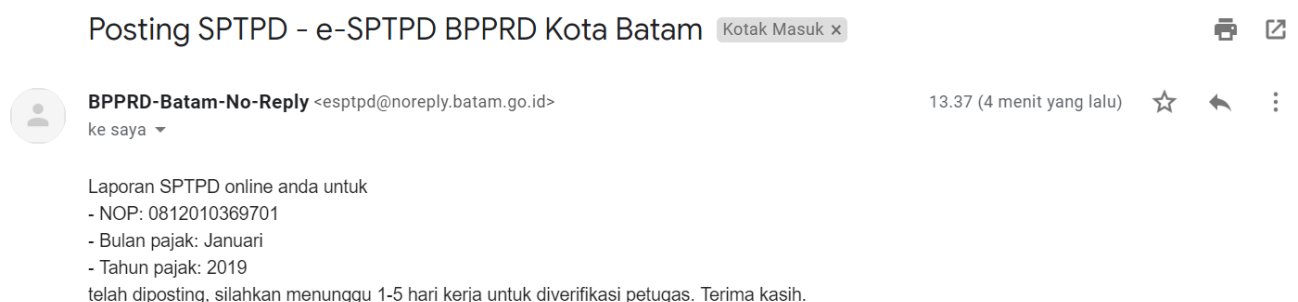 Posting SPTPD - e-SPTPD BPPRD Kota Batam Kotak Masuk x
BPPRD-Batam-No-Reply <esptpd@noreply.batam.go.id> 13.37 (4 menit yang lalu)
ke saya
Laporan SPTPD online anda untuk
- NOP: 0812010369701
- Bulan pajak: Januari
- Tahun pajak: 2019
telah diposting, silahkan menunggu 1-5 hari kerja untuk diverifikasi petugas. Terima kasih.